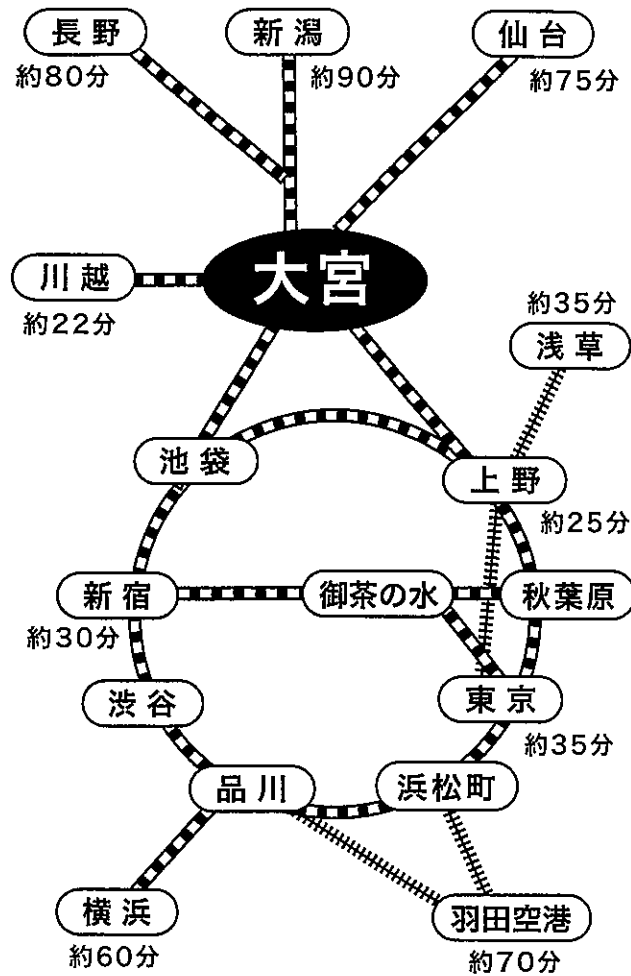 長野
約80分
新潟
約90分
仙台
約75分
大宮
川越
約22分
約35分
浅草
池袋
上野
約25分
新宿
約30分
御茶の水
秋葉原
渋谷
東京
約35分
品川
浜松町
横浜
約60分
羽田空港
約70分